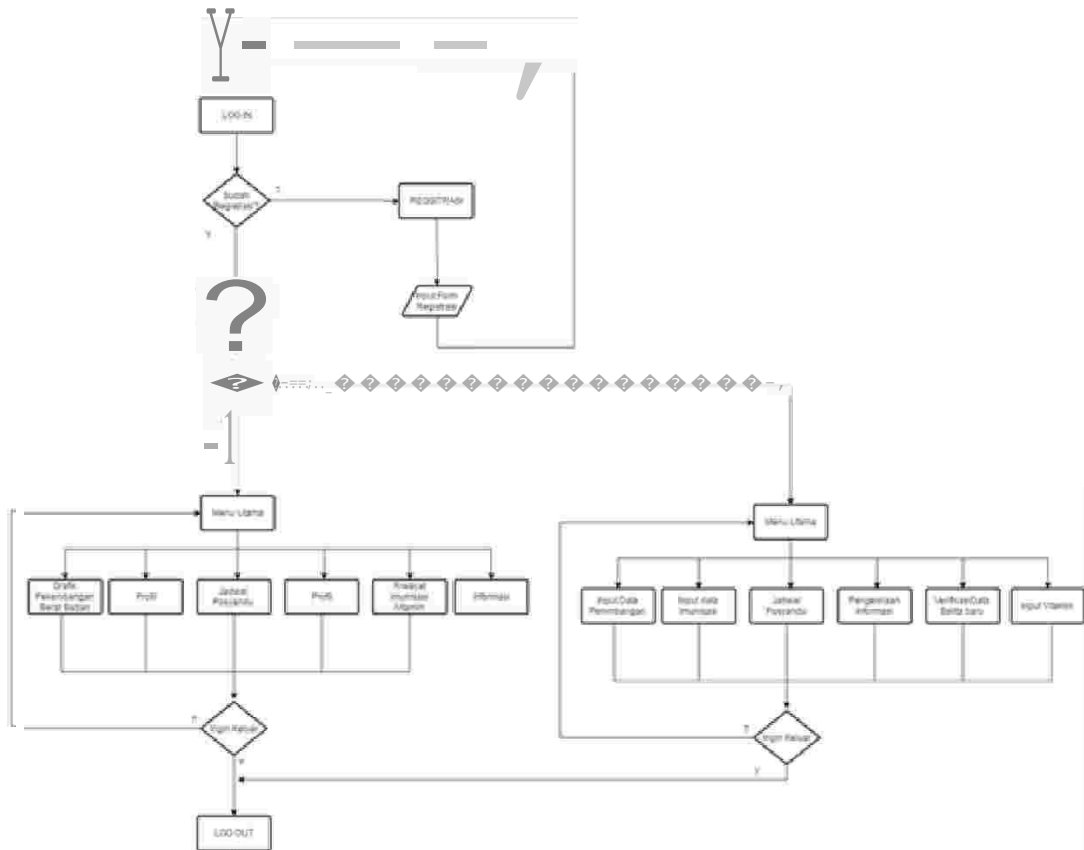 LOG-IN
Sudah
Registrasi?
T
REGISTRASI
Y
Input Form
Registrasi
Menu Utama
Grafik
Perkembangan
Berat Badan
Profil
Jadwal
Posyandu
Profil
Riwayat
Imunisasi
Vitamin
Informasi
Ingin Keluar
T
Y
LOG OUT
Menu Utama
Input Data
Penimbangan
Input data
Imunisasi
Jadwal
Posyandu
Pengelolaan
Informasi
Verifikasi Data
Balita baru
Input Vitamin
Ingin Keluar
T
Y